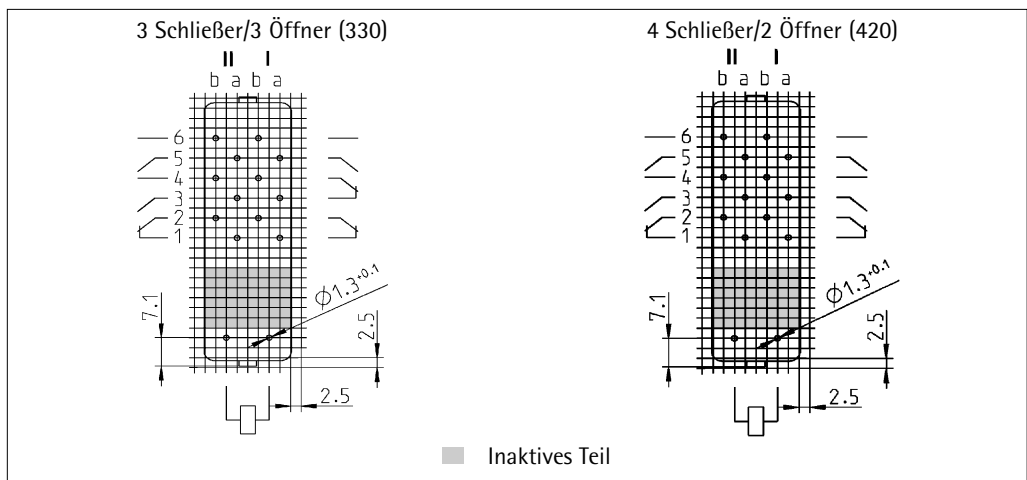 3 Schließer/3 Öffner (330)
II I
b a b a
6
5
4
3
2
1
7.1
Ø1.3+0.1
2.5
2.5
4 Schließer/2 Öffner (420)
II I
b a b a
6
5
4
3
2
1
7.1
Ø1.3+0.1
2.5
2.5
Inaktives Teil